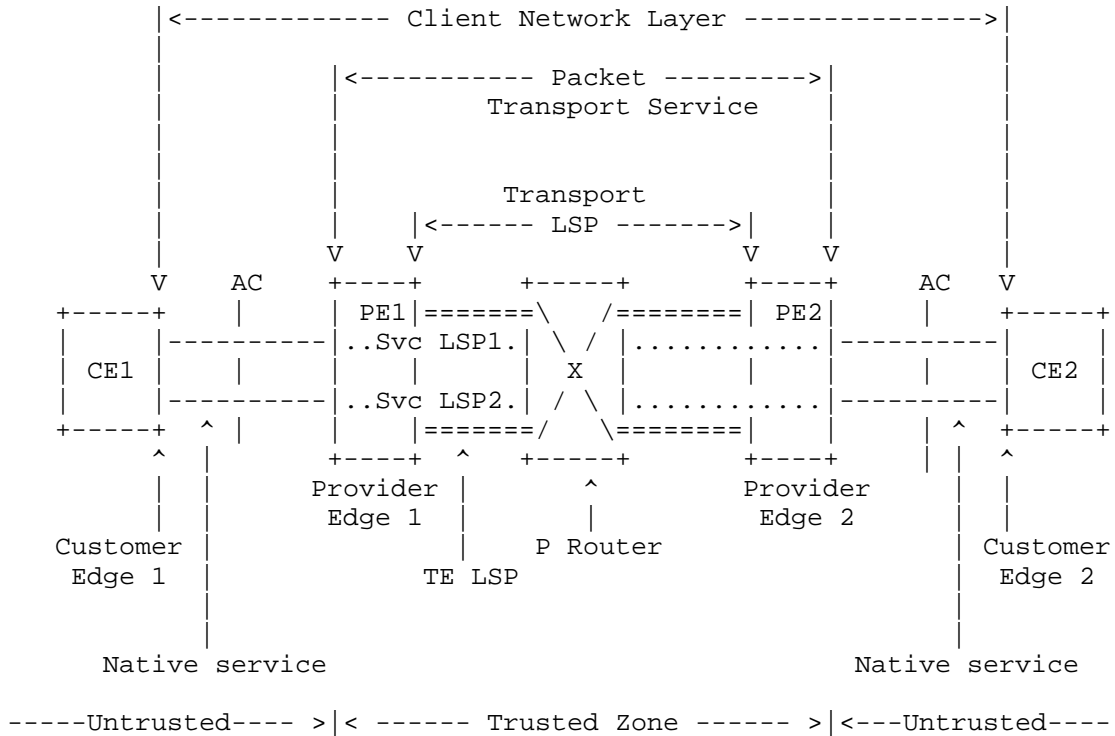 |<------------- Client Network Layer --------------->|
|<----------- Packet --------->|
Transport Service
Transport
|<------ LSP ------->|
V V V V
V AC +----+ +-----+ +----+ AC V
+-----+ | | PE1|=======\ /========| PE2| | +-----+
| |----------|..Svc LSP1.| \ / |............|----------| |
| CE1 | | | | | X | | | | | CE2 |
| |----------|..Svc LSP2.| / \ |............|----------| |
+-----+ ^ | | |=======/ \========| | | ^ +-----+
^ | +----+ ^ +-----+ +----+ | | ^
| | Provider | ^ Provider | |
| | Edge 1 | | Edge 2 | |
Customer | | P Router | Customer
Edge 1 | TE LSP | Edge 2
Native service Native service
-----Untrusted---- >|< ------ Trusted Zone ------ >|<---Untrusted----